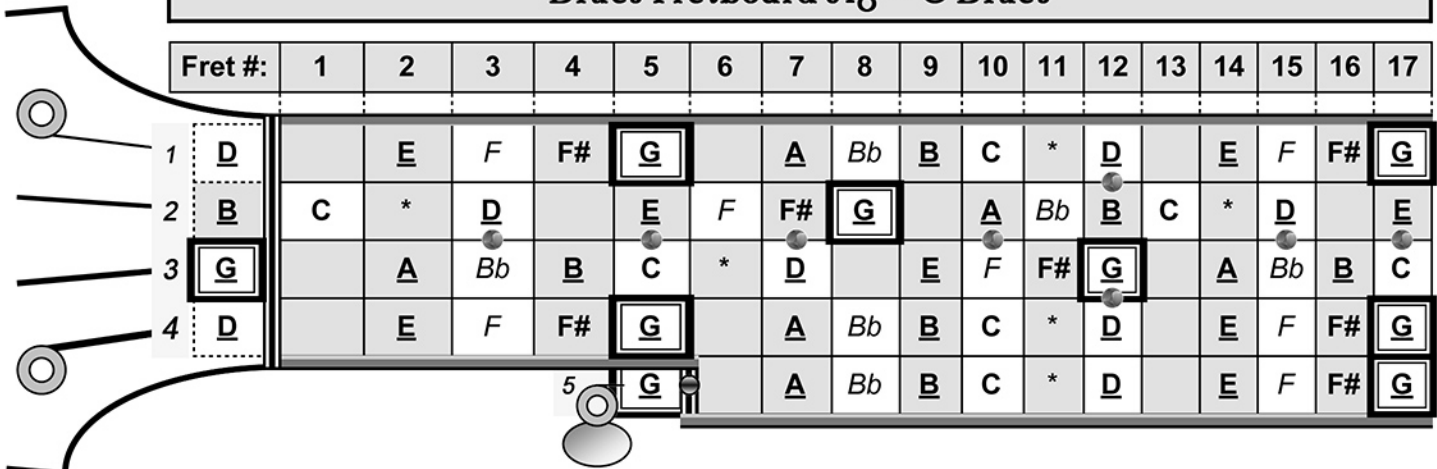 Fret #: 1 2 3 4 5 6 7 8 9 10 11 12 13 14 15 16 17
1 D E F F# G A Bb B C * D E F F# G
2 B C * D E F F# G A Bb B C * D E
3 G A Bb B C * D E F F# G A Bb B C
4 D E F F# G A Bb B C * D E F F# G
5 G A Bb B C * D E F F# G